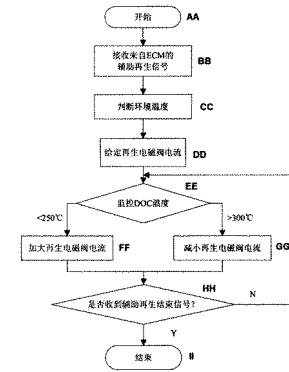 开始
AA
接收来自ECM的
辅助再生信号
BB
判断环境温度
CC
给定再生电磁阀电流
DD
EE
监控DOC温度
<250℃
>300℃
加大再生电磁阀电流
FF
减小再生电磁阀电流
GG
HH
是否收到辅助再生结束信号?
N
Y
结束
II